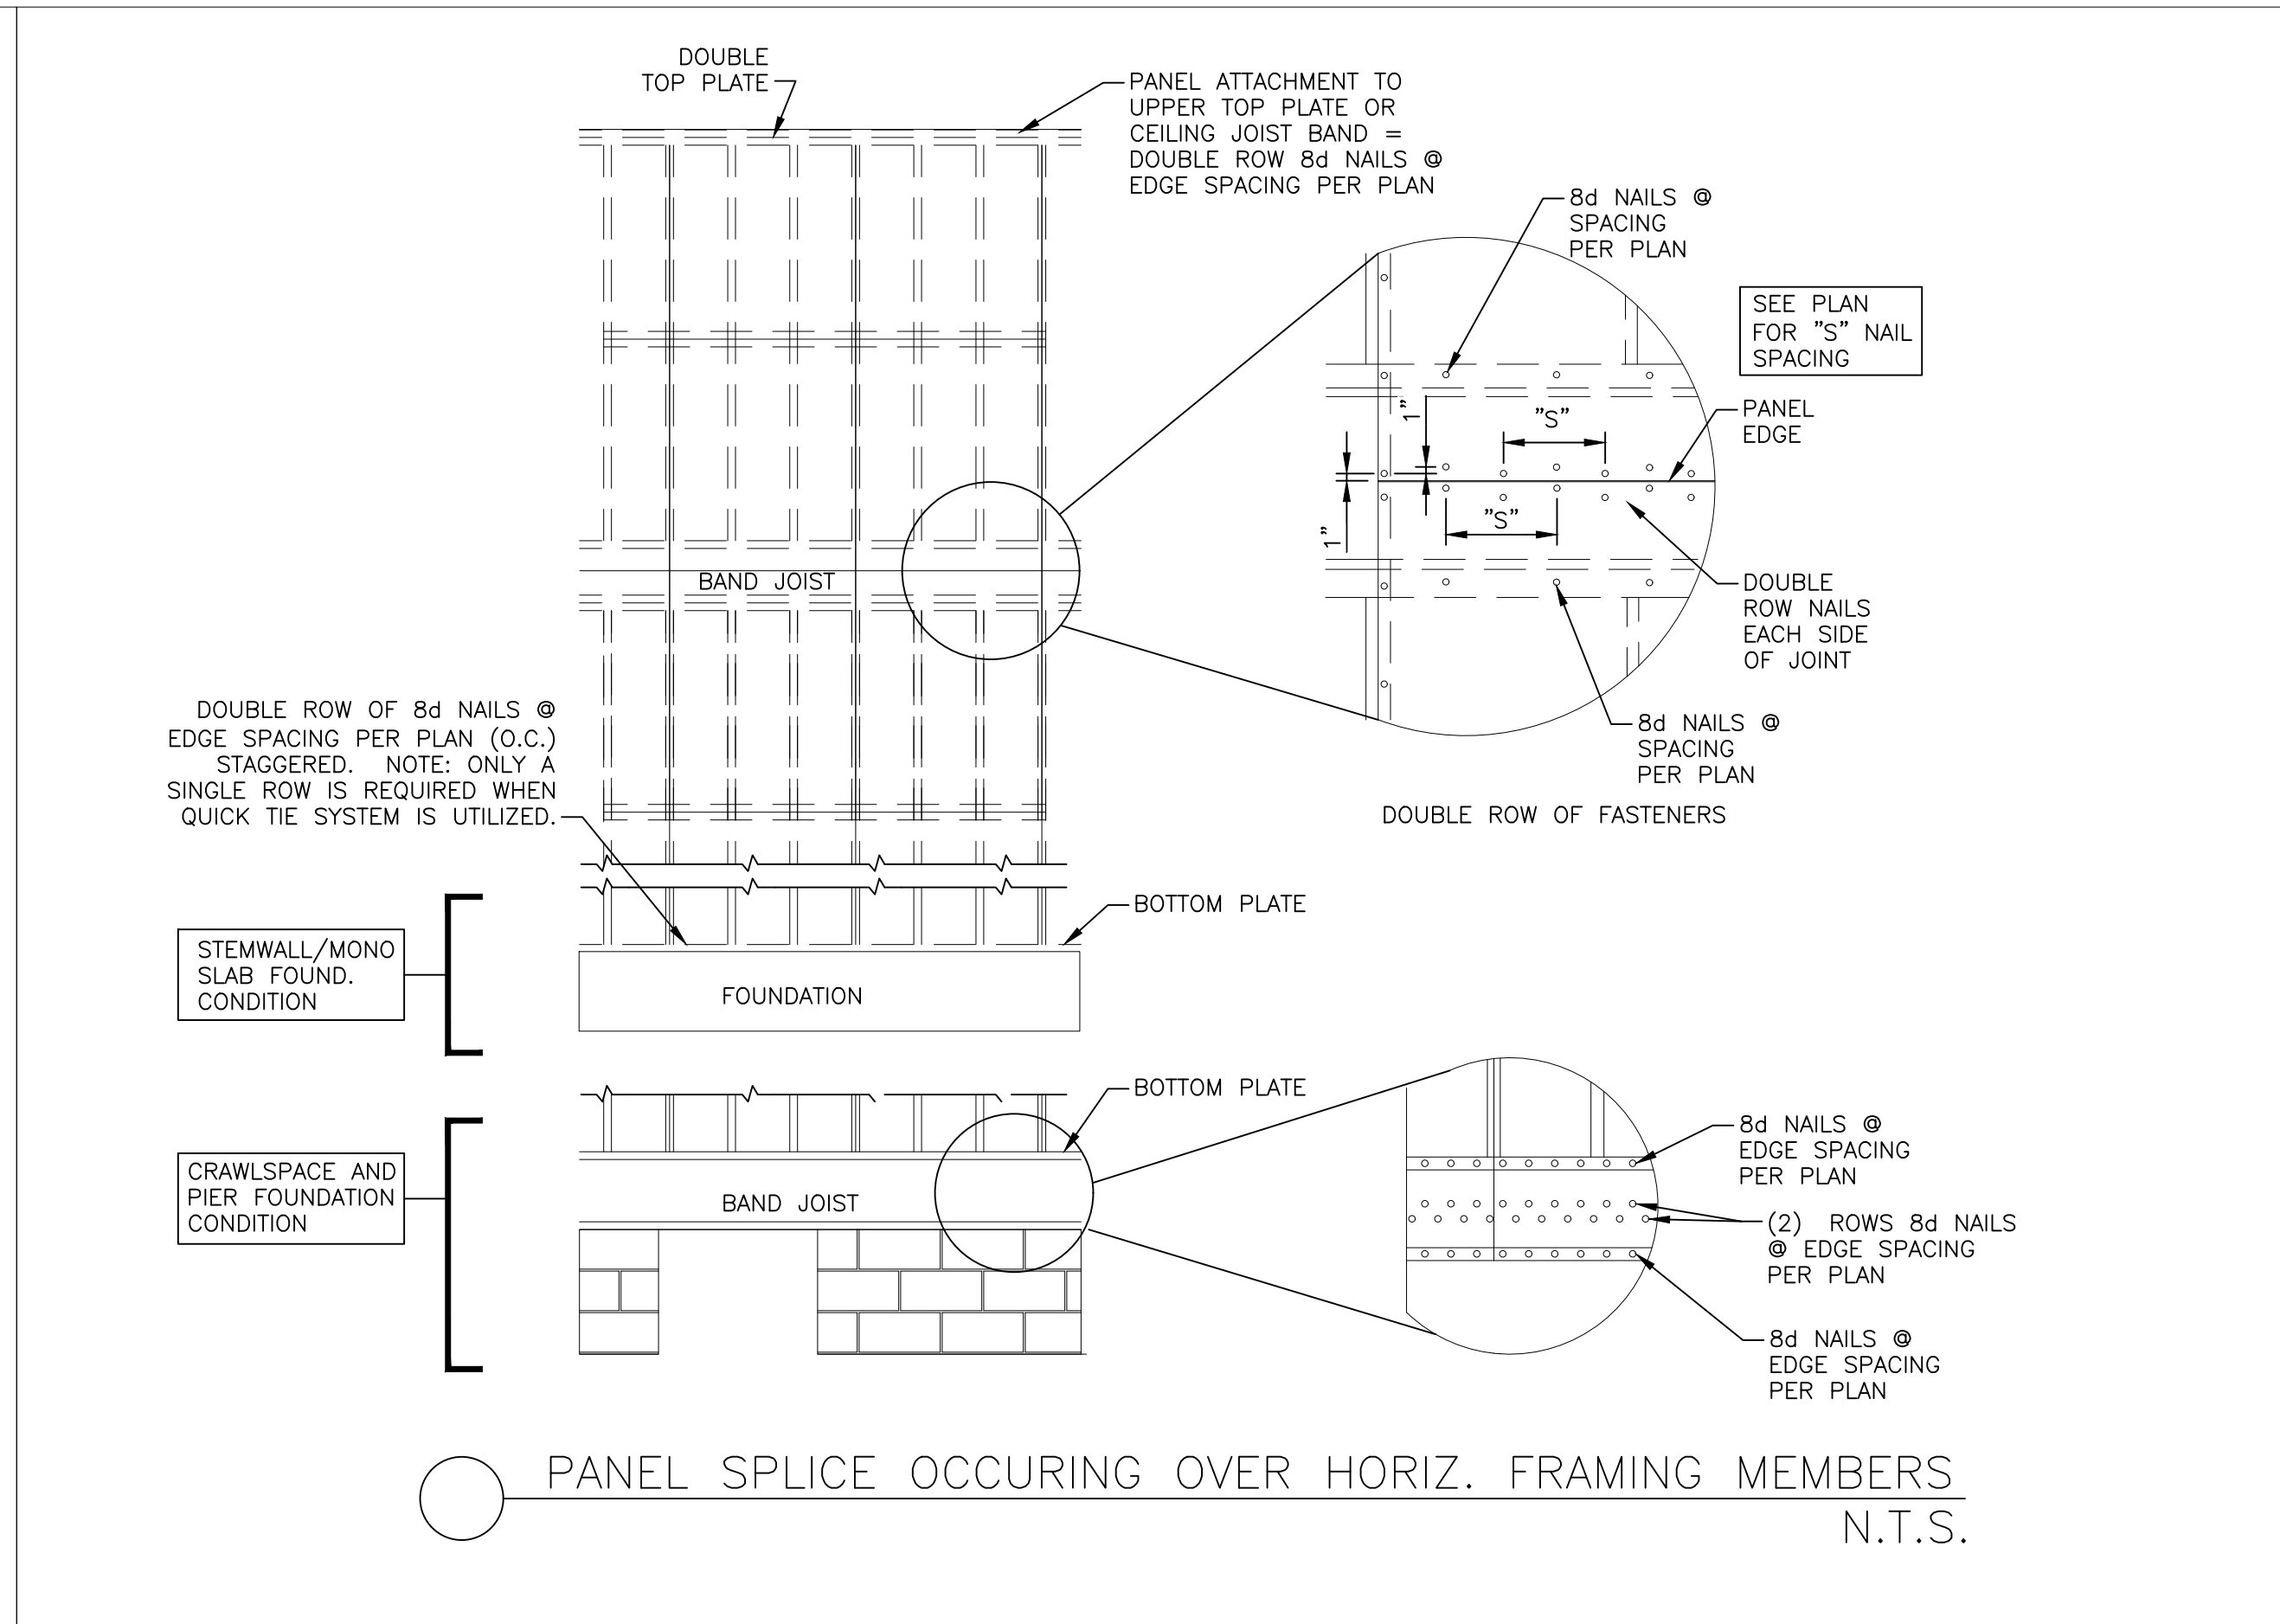 DOUBLE
TOP PLATE
PANEL ATTACHMENT TO
UPPER TOP PLATE OR
CEILING JOIST BAND =
DOUBLE ROW 8d NAILS @
EDGE SPACING PER PLAN
8d NAILS @
SPACING
PER PLAN
SEE PLAN
FOR "S" NAIL
SPACING
PANEL
EDGE
1"
"S"
1"
"S"
BAND JOIST
DOUBLE
ROW NAILS
EACH SIDE
OF JOINT
8d NAILS @
SPACING
PER PLAN
DOUBLE ROW OF FASTENERS
DOUBLE ROW OF 8d NAILS @
EDGE SPACING PER PLAN (O.C.)
STAGGERED. NOTE: ONLY A
SINGLE ROW IS REQUIRED WHEN
QUICK TIE SYSTEM IS UTILIZED.
BOTTOM PLATE
STEMWALL/MONO
SLAB FOUND.
CONDITION
FOUNDATION
BOTTOM PLATE
CRAWLSPACE AND
PIER FOUNDATION
CONDITION
BAND JOIST
8d NAILS @
EDGE SPACING
PER PLAN
(2) ROWS 8d NAILS
@ EDGE SPACING
PER PLAN
8d NAILS @
EDGE SPACING
PER PLAN
PANEL SPLICE OCCURING OVER HORIZ. FRAMING MEMBERS
N.T.S.